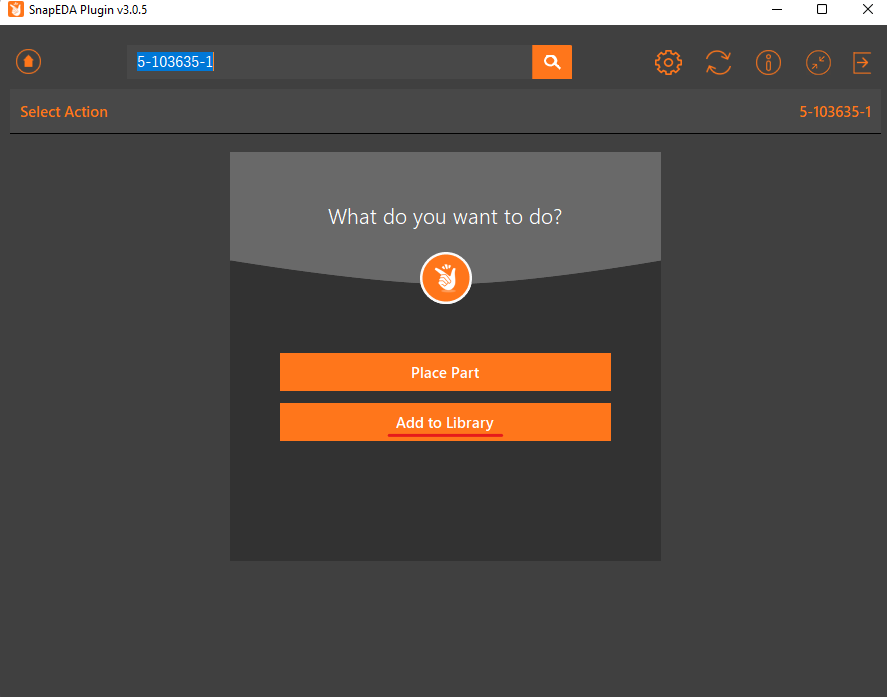 SnapEDA Plugin v3.0.5
5-103635-1
Select Action
5-103635-1
What do you want to do?
Place Part
Add to Library